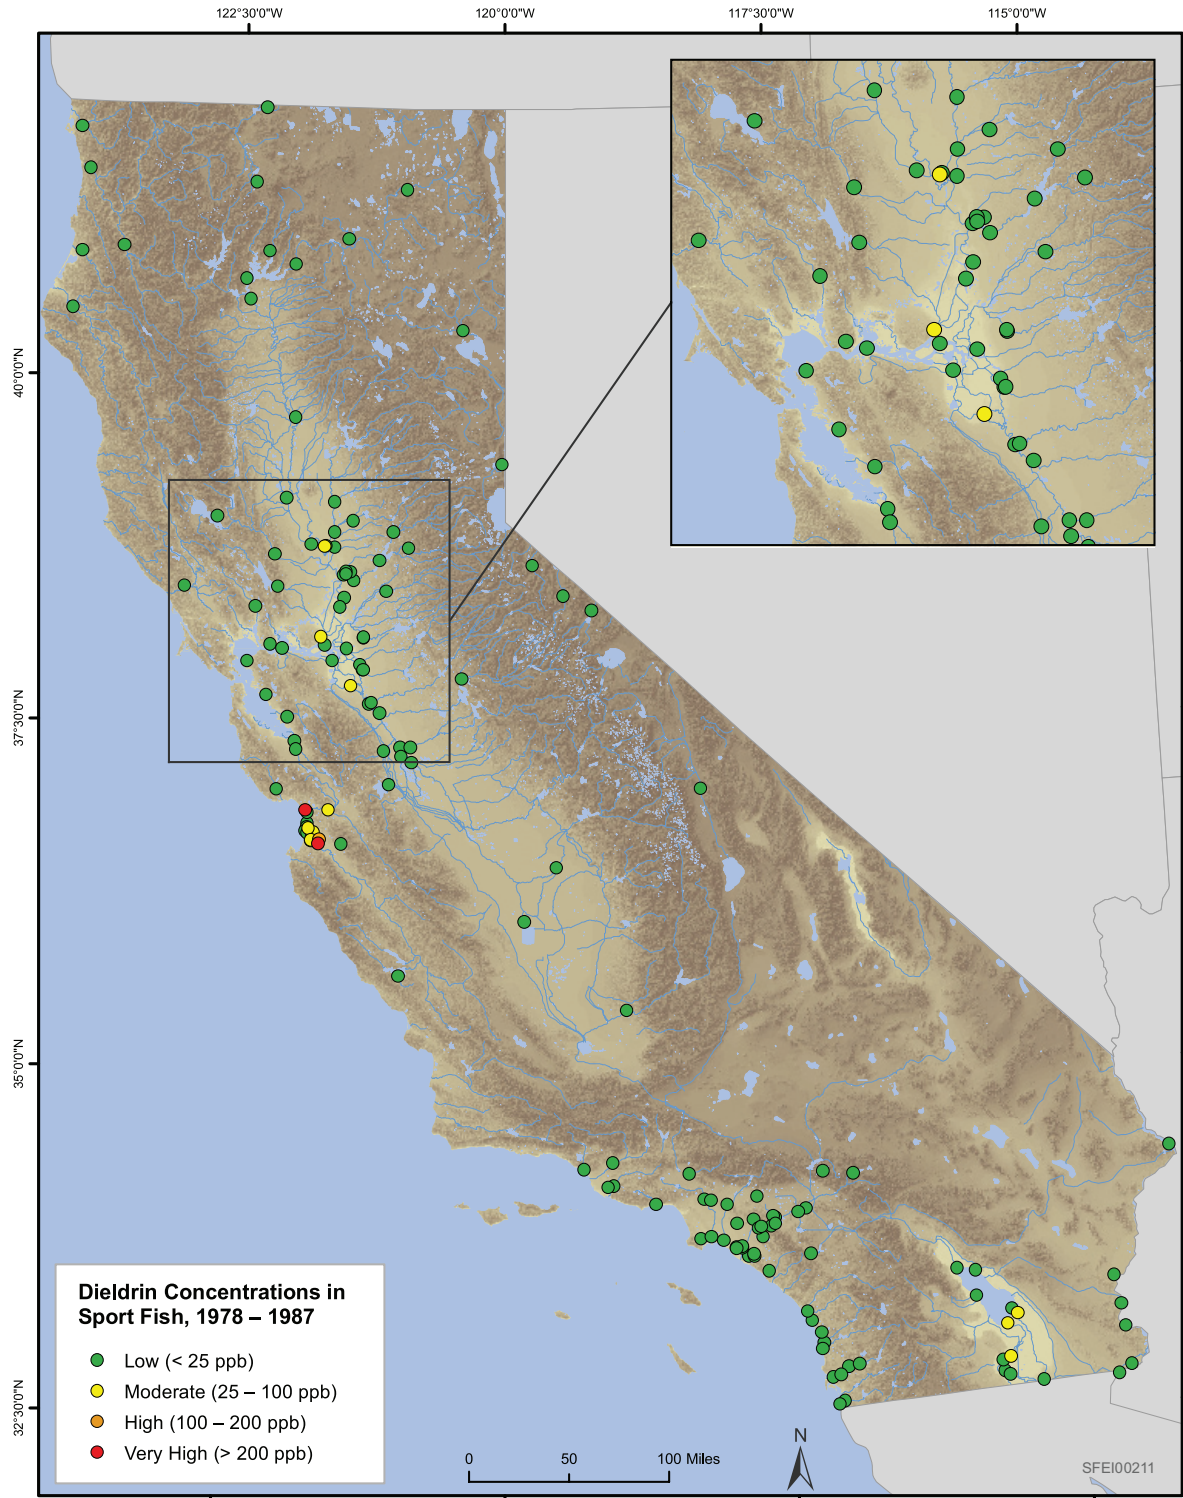 122°30'0"W
120°0'0"W
117°30'0"W
115°0'0"W
40°0'0"N
37°30'0"N
35°0'0"N
32°30'0"N
Dieldrin Concentrations in
Sport Fish, 1978 – 1987
Low (< 25 ppb)
Moderate (25 – 100 ppb)
High (100 – 200 ppb)
Very High (> 200 ppb)
0 50 100 Miles
N
SFEI00211